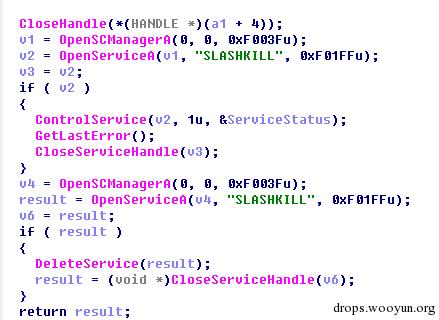 CloseHandle(*(HANDLE *)(a1 + 4));
v1 = OpenSCManagerA(0, 0, 0xF003Fu);
v2 = OpenServiceA(v1, "SLASHKILL", 0xF01FFu);
v3 = v2;
if ( v2 )
{
ControlService(v2, 1u, &ServiceStatus);
GetLastError();
CloseServiceHandle(v3);
}
v4 = OpenSCManagerA(0, 0, 0xF003Fu);
result = OpenServiceA(v4, "SLASHKILL", 0xF01FFu);
v6 = result;
if ( result )
{
DeleteService(result);
result = (void *)CloseServiceHandle(v6);
}
return result;
drops.wooyun.org